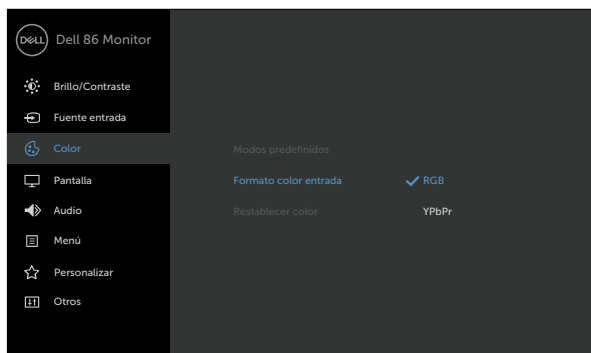 DELL Dell 86 Monitor
Brillo/Contraste
Fuente entrada
Color
Modos predefinidos
Pantalla
Formato color entrada
RGB
Audio
Restablecer color
YPbPr
Menú
Personalizar
Otros